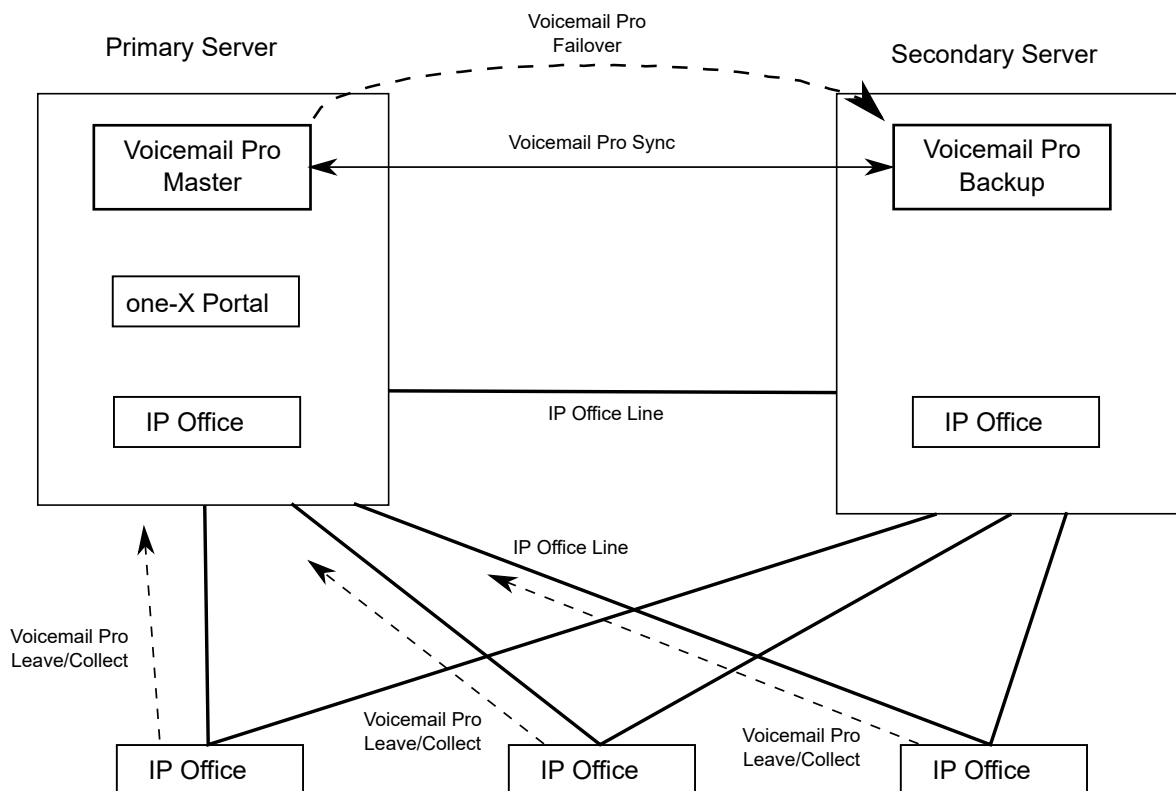 Voicemail Pro
Failover
Primary Server
Secondary Server
Voicemail Pro
Master
Voicemail Pro Sync
Voicemail Pro
Backup
one-X Portal
IP Office
IP Office Line
IP Office
IP Office Line
Voicemail Pro
Leave/Collect
Voicemail Pro
Leave/Collect
Voicemail Pro
Leave/Collect
IP Office
IP Office
IP Office